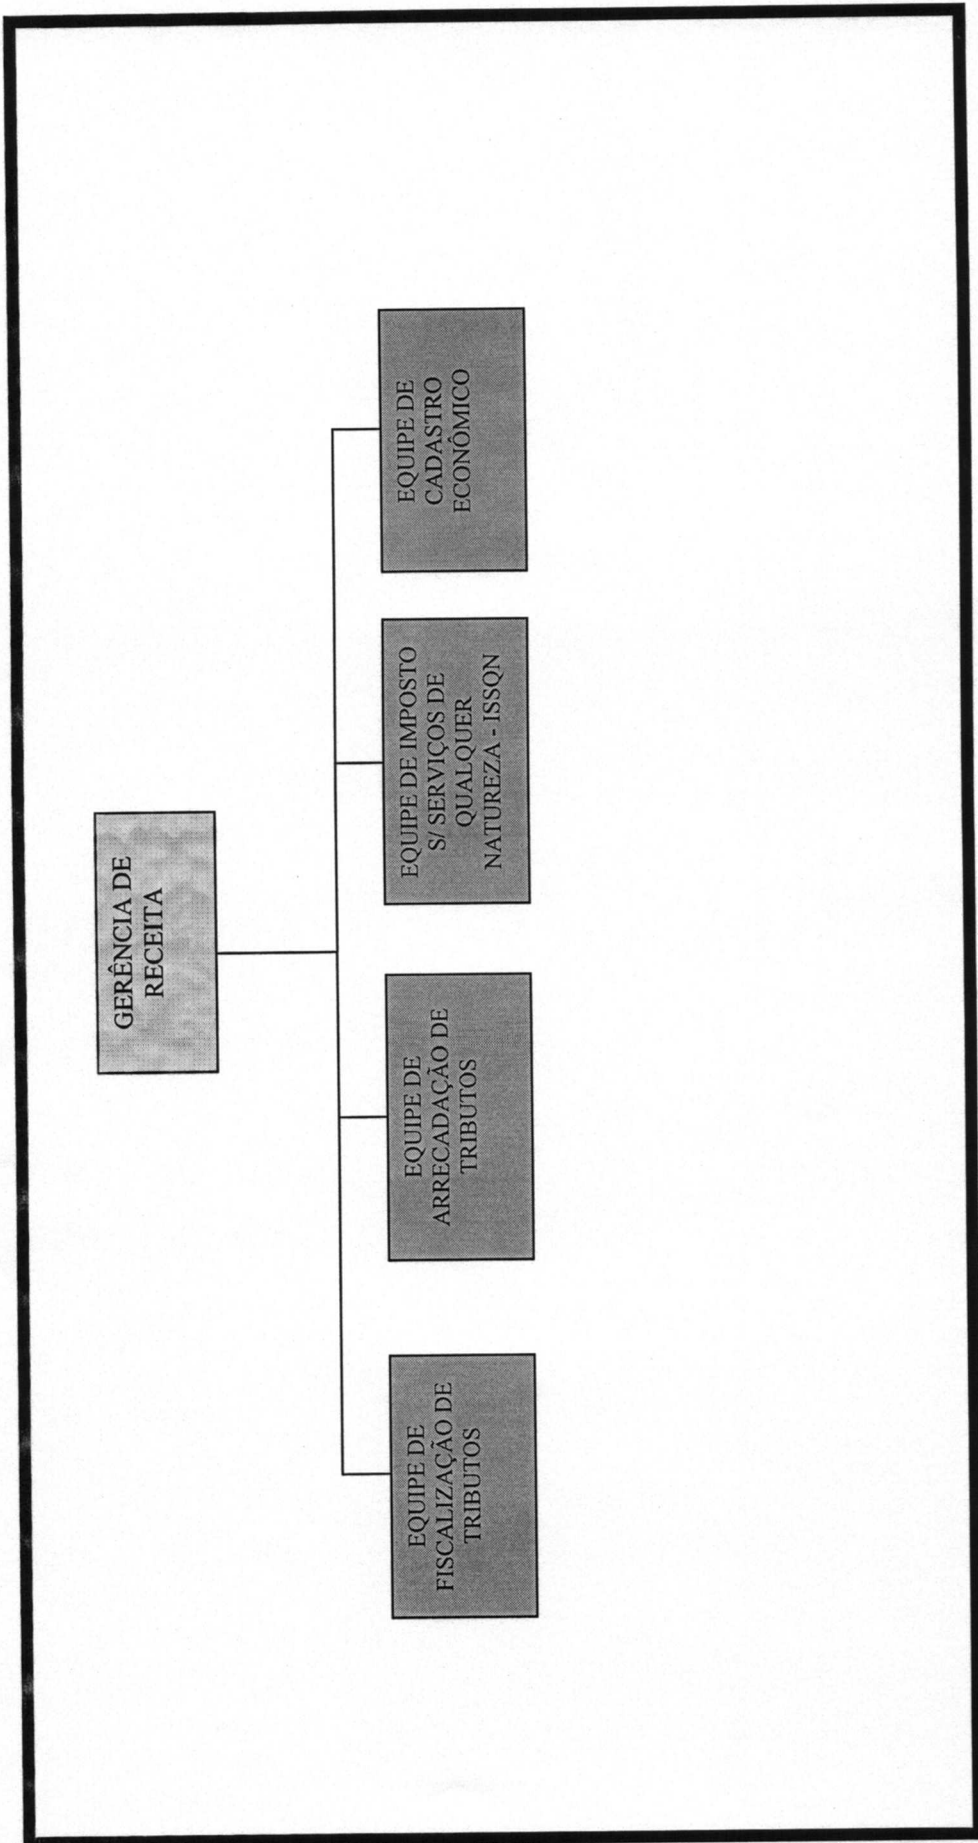 GERÊNCIA DE
RECEITA
EQUIPE DE
FISCALIZAÇÃO DE
TRIBUTOS
EQUIPE DE
ARRECADAÇÃO DE
TRIBUTOS
EQUIPE DE IMPOSTO
S/ SERVIÇOS DE
QUALQUER
NATUREZA - ISSQN
EQUIPE DE
CADASTRO
ECONÔMICO